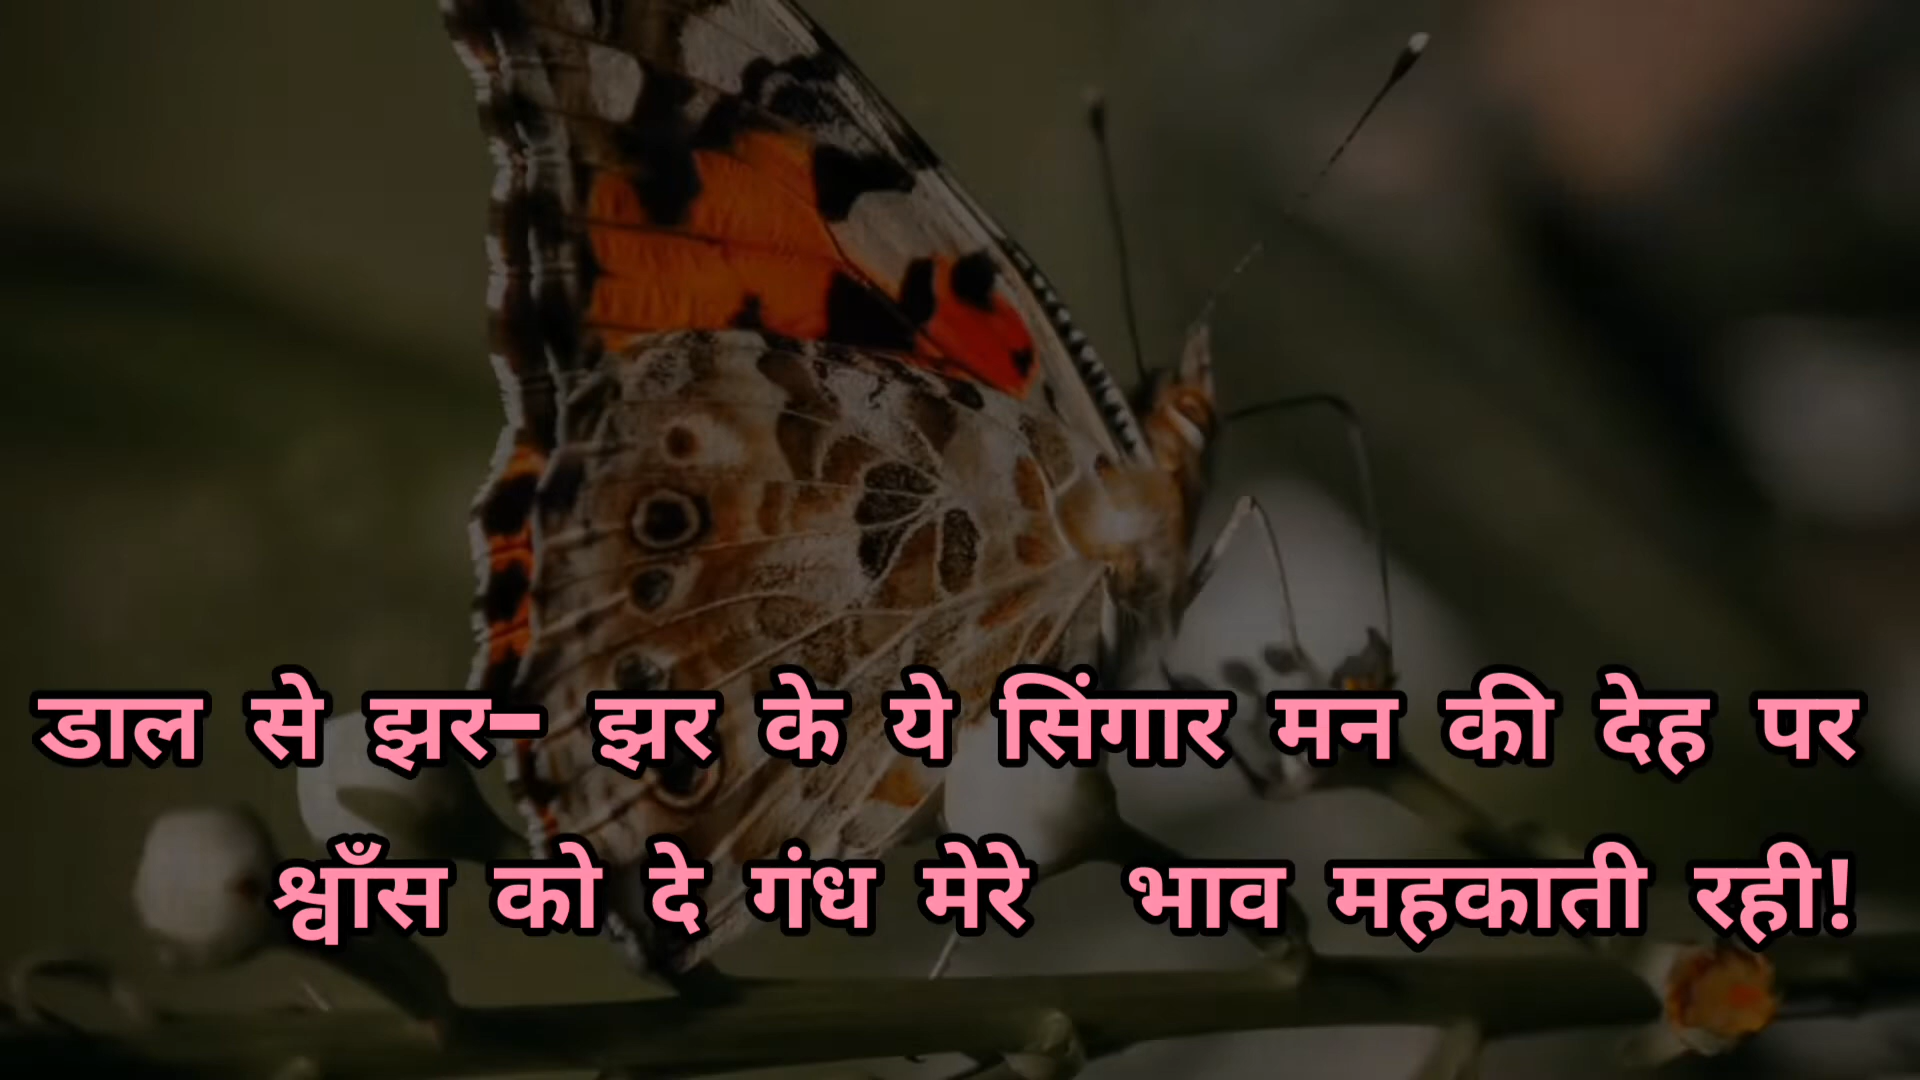 डाल से झर- झर के ये सिंगार मन की देह पर
श्वाँस को दे गंध मेरे भाव महकाती रही!